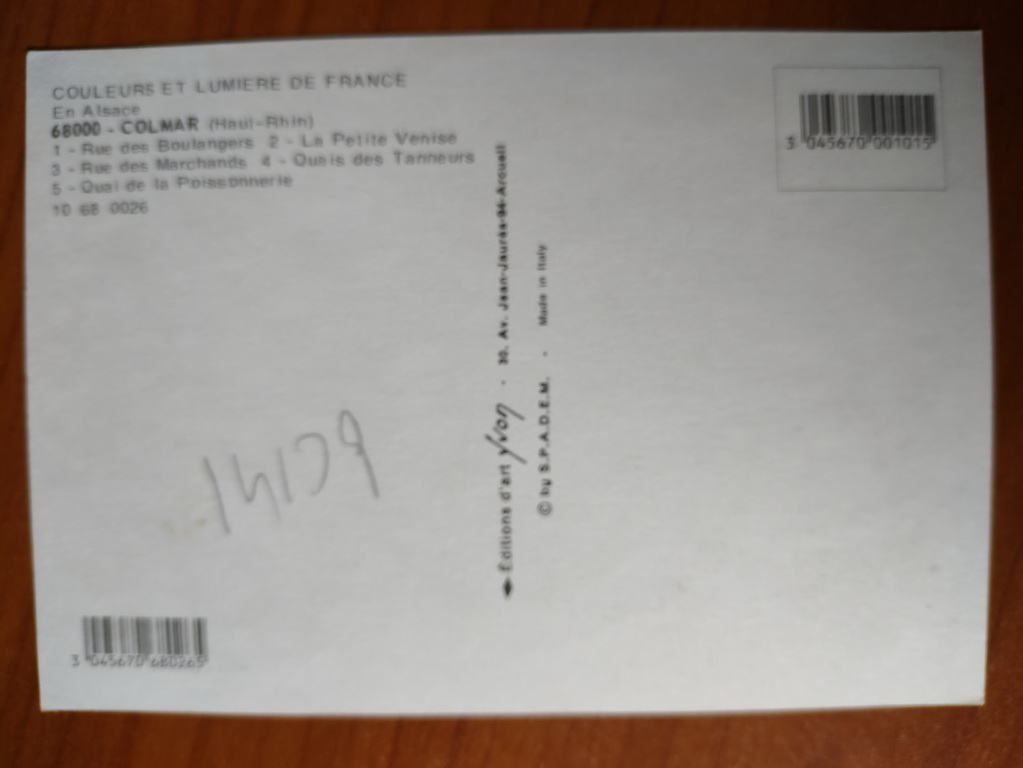 COULEURS ET LUMIERE DE FRANCE
En Alsace
68000 - COLMAR (Haut-Rhin)
1 - Rue des Boulangers 2 - La Petite Venise
3 - Rue des Marchands 4 - Quais des Tanneurs
5 - Quai de la Poissonnerie
10 68 0026
3 045670 001015
Éditions d'art yvon - 30, Av. Jean-Jaurès-94-Arcueil
© by S.P.A.D.E.M. - Made in Italy
3 045670 680265